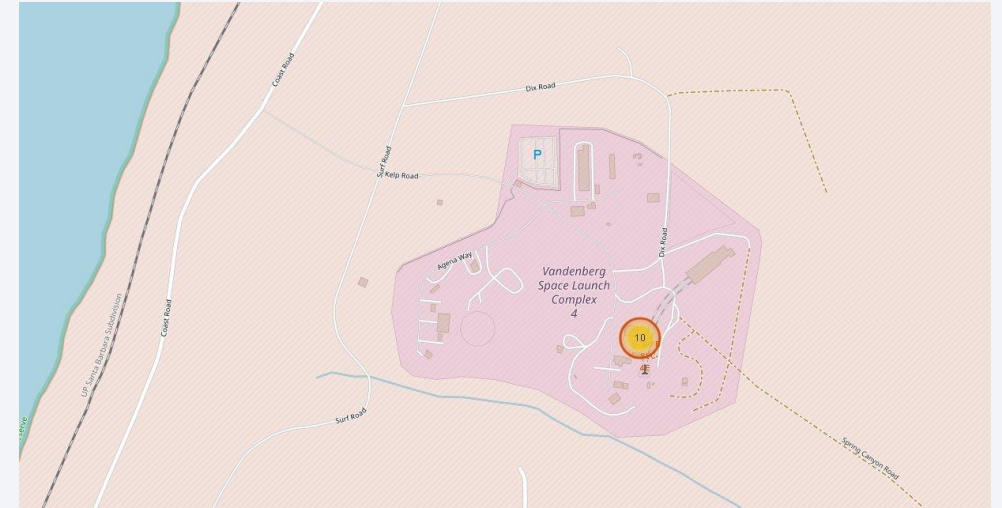 Coast Road
Dix Road
P
Surf Road
Kelp Road
Dix Road
Agena Way
Vandenberg
Space Launch
Complex
4
Coast Road
UP Santa Barbara Subdivision
10
4E
Surf Road
Spring Canyon Road